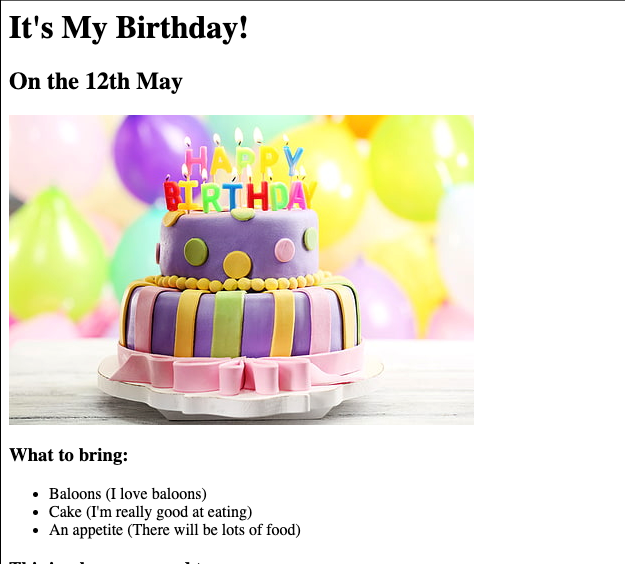 It's My Birthday!
On the 12th May
HAPPY
BIRTHDAY
What to bring:
Baloons (I love baloons)
Cake (I'm really good at eating)
An appetite (There will be lots of food)